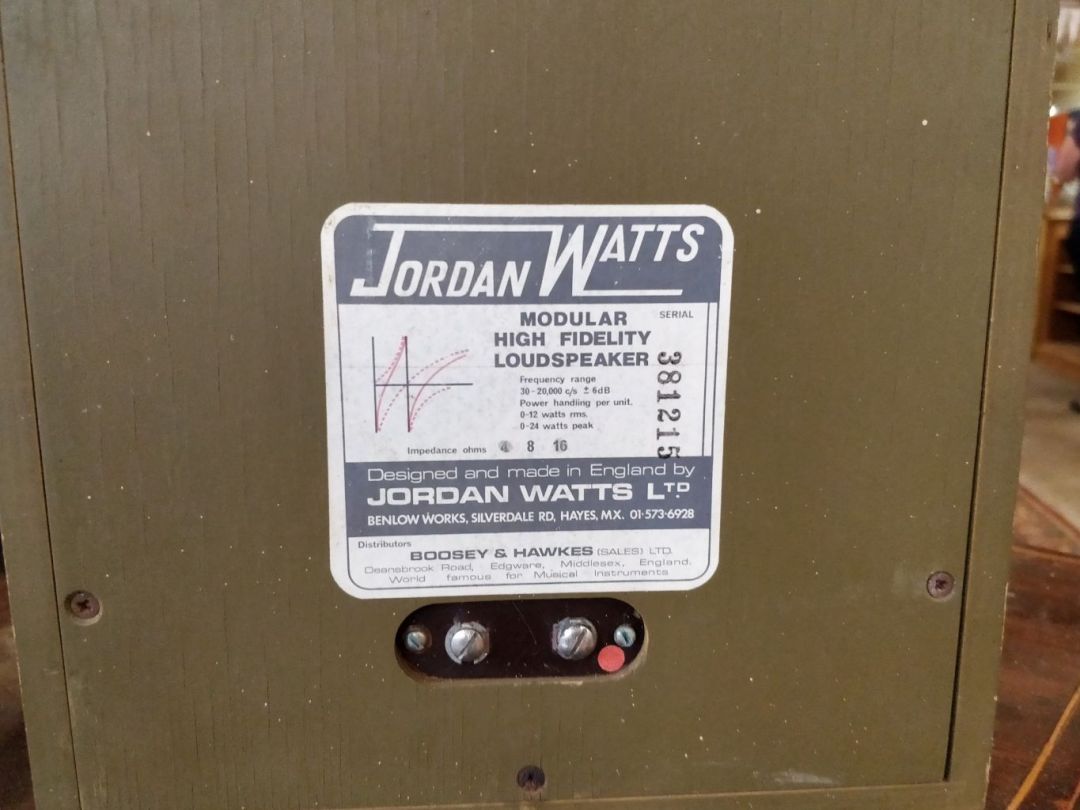 JORDAN WATTS
MODULAR
HIGH FIDELITY
LOUDSPEAKER
SERIAL
381215
Frequency range
30-20,000 c/s ± 6dB
Power handling per unit.
0-12 watts rms.
0-24 watts peak
Impedance ohms 4 8 16
Designed and made in England by
JORDAN WATTS LTD.
BENLOW WORKS, SILVERDALE RD, HAYES, MX. 01-573-6928
Distributors
BOOSEY & HAWKES (SALES) LTD.
Deansbrook Road, Edgware, Middlesex, England.
World famous for Musical Instruments